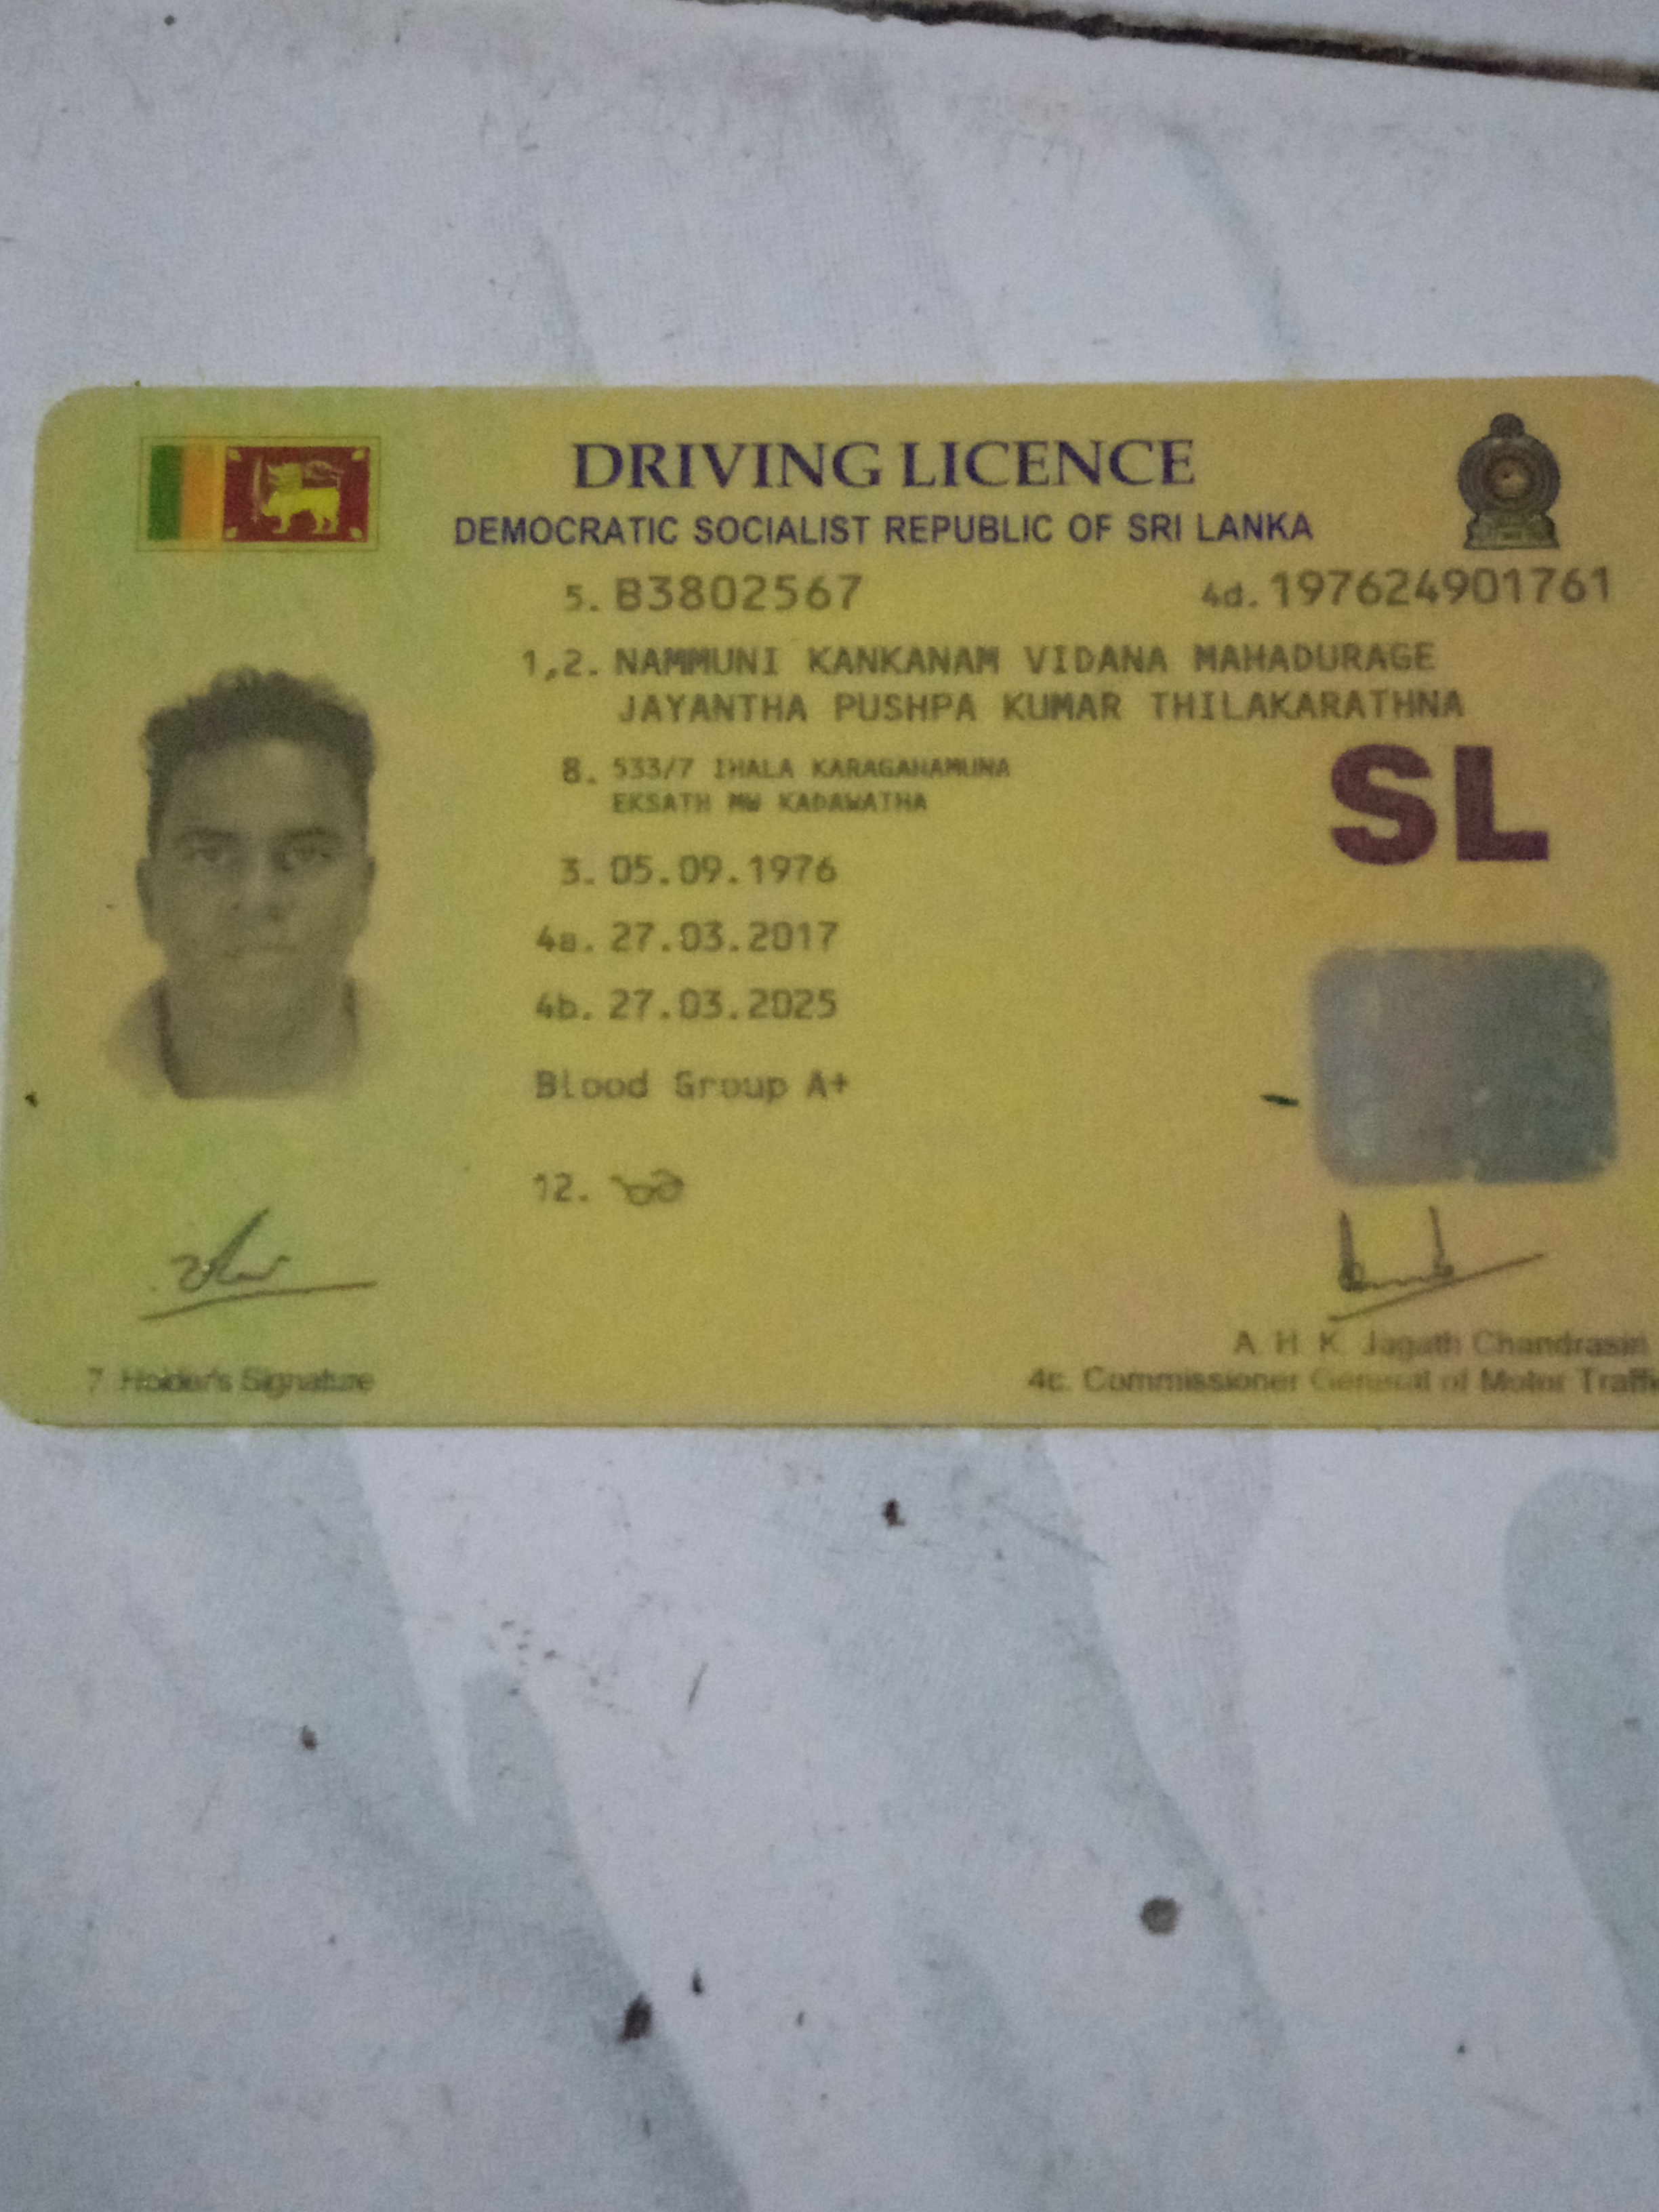 DRIVING LICENCE
DEMOCRATIC SOCIALIST REPUBLIC OF SRI LANKA
5. B3802567 4d. 197624901761
1,2. NAMMUNI KANKANAM VIDANA MAHADURAGE
JAYANTHA PUSHPA KUMAR THILAKARATHNA
8. 533/7 IHALA KARAGAHAMUNA
EKSATH MW KADAWATHA
SL
3. 05.09.1976
4a. 27.03.2017
4b. 27.03.2025
Blood Group A+
12.
A. H. K. Jagath Chandrasiri
7. Holder's Signature 4c. Commissioner General of Motor Traffic